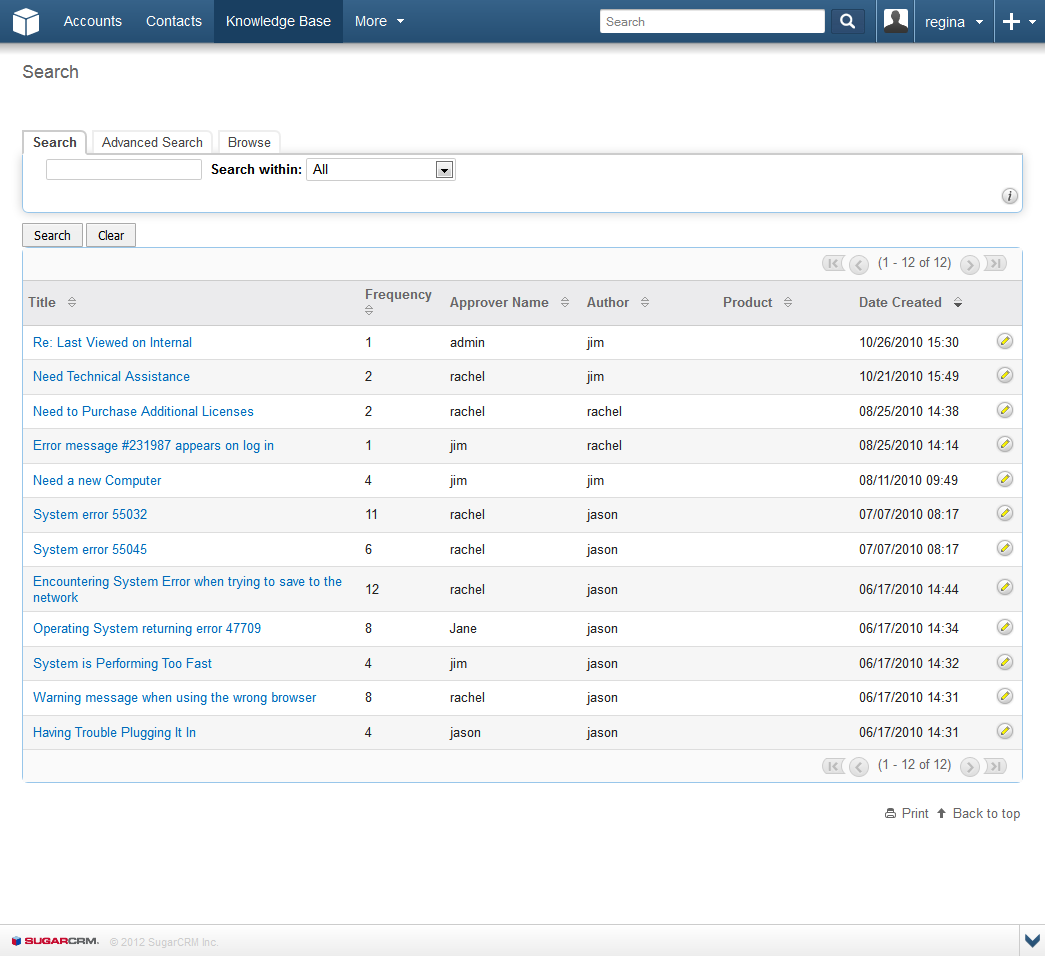 Accounts Contacts Knowledge Base More Search regina
Search
Search Advanced Search Browse
Search within: All
i
Search Clear
(1 - 12 of 12)
Title Frequency Approver Name Author Product Date Created
Re: Last Viewed on Internal 1 admin jim 10/26/2010 15:30
Need Technical Assistance 2 rachel jim 10/21/2010 15:49
Need to Purchase Additional Licenses 2 rachel rachel 08/25/2010 14:38
Error message #231987 appears on log in 1 jim rachel 08/25/2010 14:14
Need a new Computer 4 jim jim 08/11/2010 09:49
System error 55032 11 rachel jason 07/07/2010 08:17
System error 55045 6 rachel jason 07/07/2010 08:17
Encountering System Error when trying to save to the
network 12 rachel jason 06/17/2010 14:44
Operating System returning error 47709 8 Jane jason 06/17/2010 14:34
System is Performing Too Fast 4 jim jason 06/17/2010 14:32
Warning message when using the wrong browser 8 rachel jason 06/17/2010 14:31
Having Trouble Plugging It In 4 jason jason 06/17/2010 14:31
(1 - 12 of 12)
Print Back to top
SUGARCRM. © 2012 SugarCRM Inc.